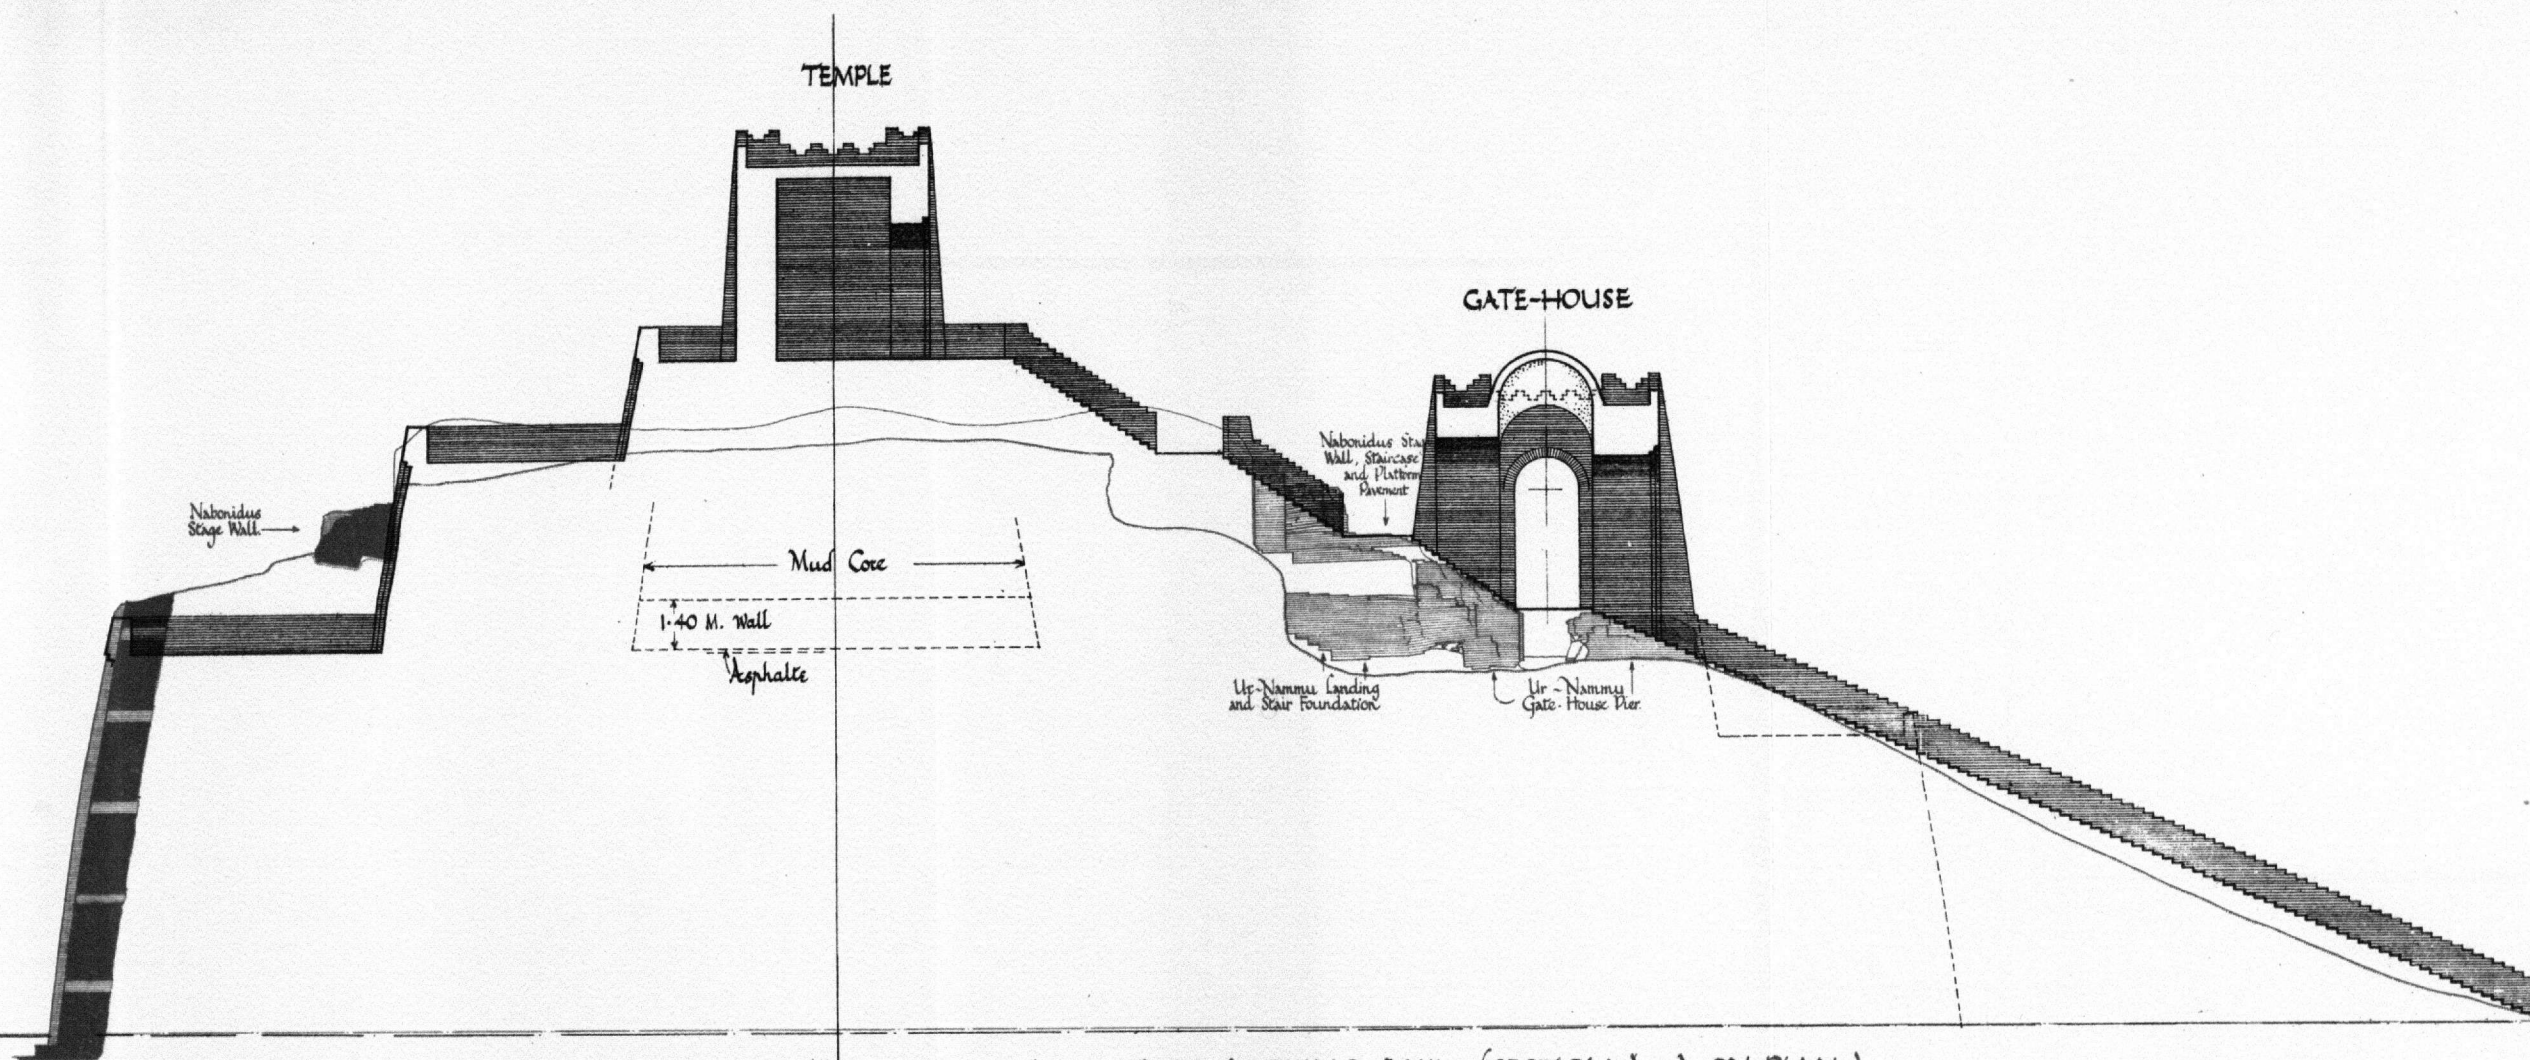 TEMPLE
GATE-HOUSE
Nabonidus
Wall, Staircase
and Platform
Pavement
Nabonidus
Stage Wall.
Mud Core
1·40 M. Wall
Asphalte
Ur-Nammu Landing
and Stair Foundation
Ur-Nammu
Gate-House Pier.